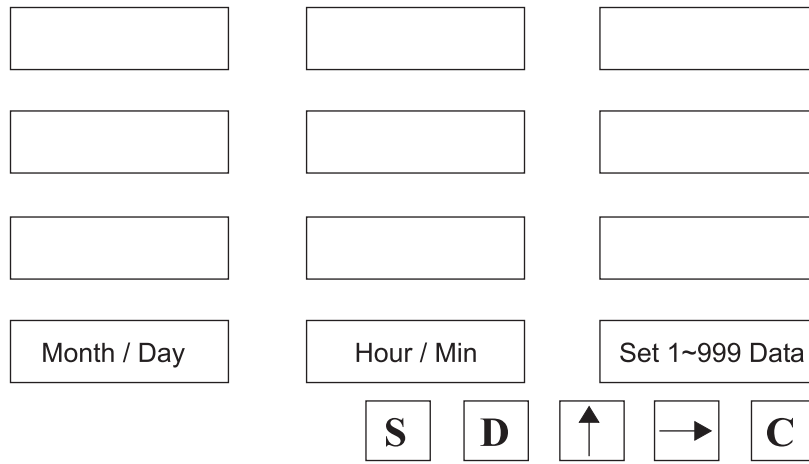 Month / Day Hour / Min Set 1~999 Data
S D ↑ → C